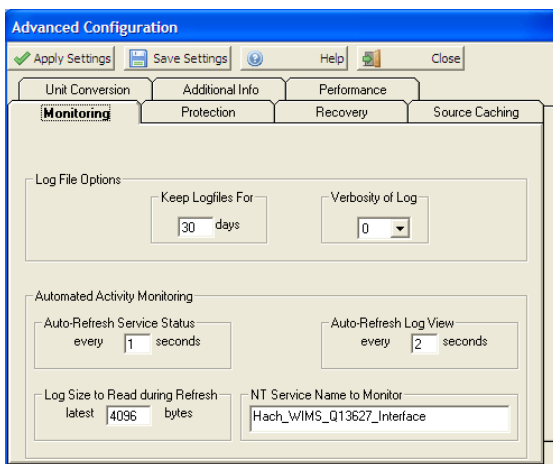 Advanced Configuration
Apply Settings Save Settings Help Close
Unit Conversion Additional Info Performance
Monitoring Protection Recovery Source Caching
Log File Options
Keep Logfiles For Verbosity of Log
30 days 0
Automated Activity Monitoring
Auto-Refresh Service Status Auto-Refresh Log View
every 1 seconds every 2 seconds
Log Size to Read during Refresh NT Service Name to Monitor
latest 4096 bytes Hach_WIMS_Q13627_Interface